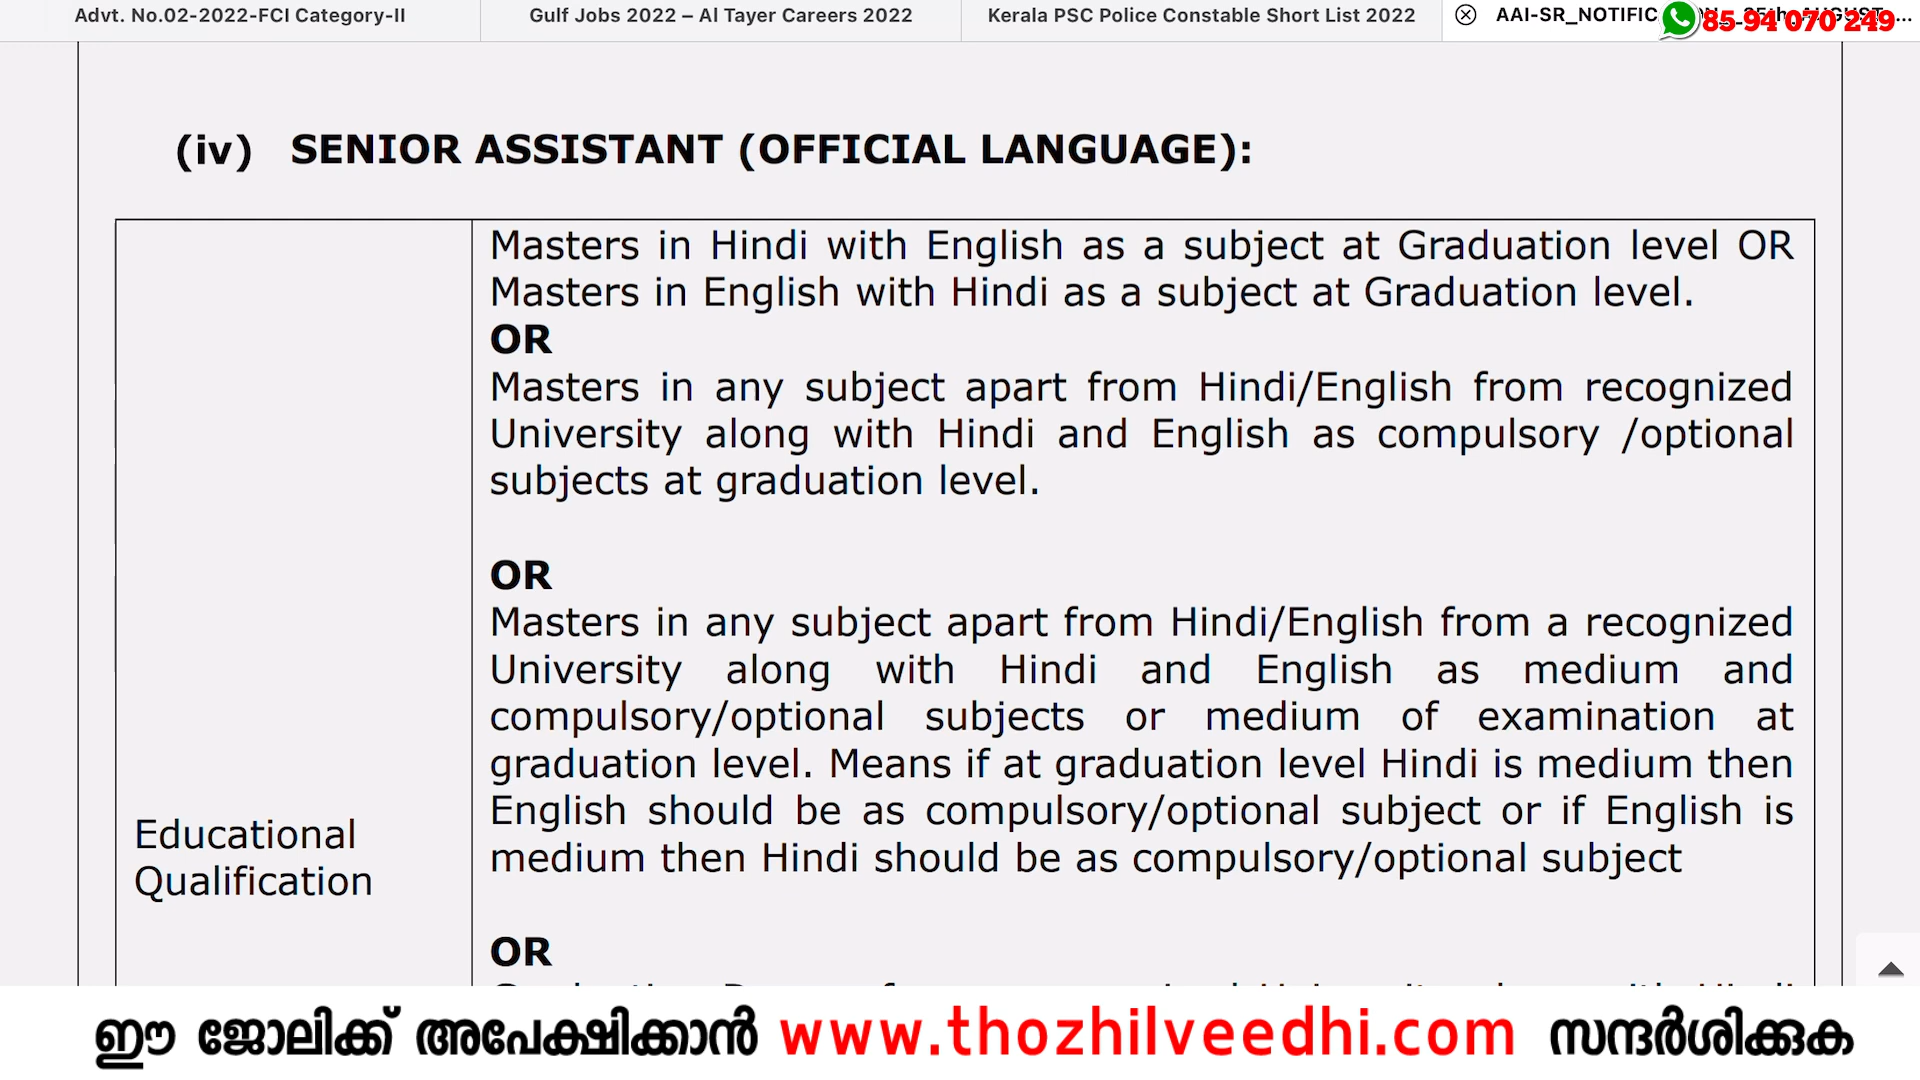 Advt. No.02-2022-FCI Category-II
Gulf Jobs 2022 – Al Tayer Careers 2022
Kerala PSC Police Constable Short List 2022
85 94 070 249
(iv) SENIOR ASSISTANT (OFFICIAL LANGUAGE):
Masters in Hindi with English as a subject at Graduation level OR
Masters in English with Hindi as a subject at Graduation level.
OR
Masters in any subject apart from Hindi/English from recognized
University along with Hindi and English as compulsory /optional
subjects at graduation level.
OR
Masters in any subject apart from Hindi/English from a recognized
University along with Hindi and English as medium and
compulsory/optional subjects or medium of examination at
graduation level. Means if at graduation level Hindi is medium then
English should be as compulsory/optional subject or if English is
medium then Hindi should be as compulsory/optional subject
Educational
Qualification
OR
ഈ ജോലിക്ക് അപേക്ഷിക്കാൻ www.thozhilveedhi.com സന്ദർശിക്കുക